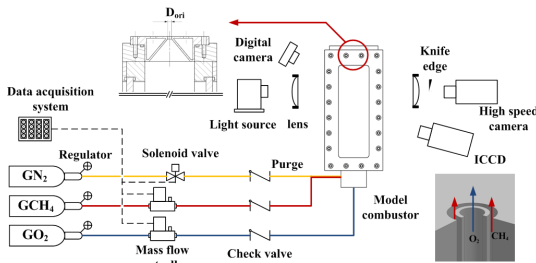 D_ori
Digital
camera
Knife
edge
Data acquisition
system
Light source
lens
High speed
camera
Regulator
Solenoid valve
Purge
ICCD
GN₂
GCH₄
Model
combustor
GO₂
Mass flow
Check valve
O₂
CH₄